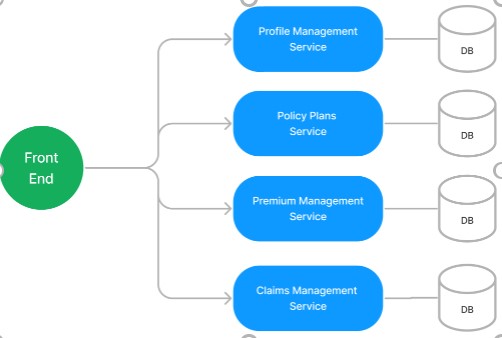 Front
End
Profile Management
Service
DB
Policy Plans
Service
DB
Premium Management
Service
DB
Claims Management
Service
DB